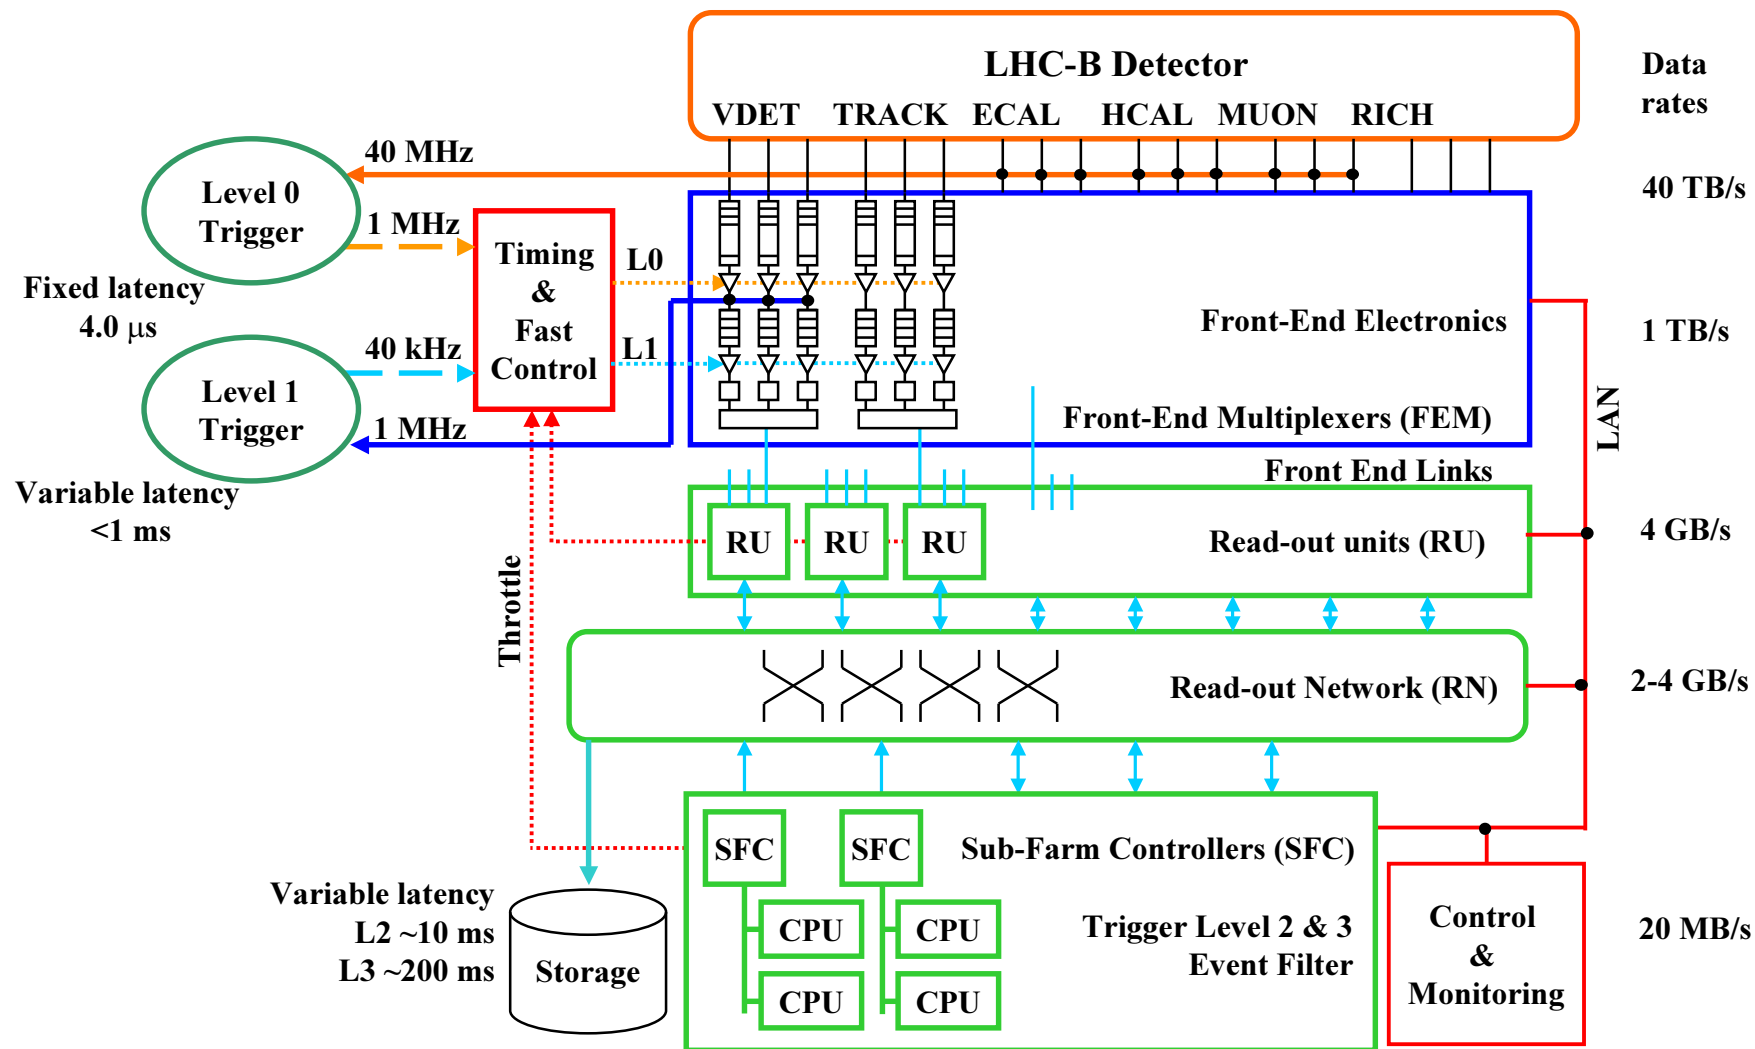 LHC-B Detector
Data
rates
VDET TRACK ECAL HCAL MUON RICH
40 MHz
40 TB/s
Level 0
Trigger
1 MHz
Timing
&
Fast
Control
L0
Fixed latency
4.0 μs
Front-End Electronics
1 TB/s
40 kHz
L1
Level 1
Trigger
1 MHz
Front-End Multiplexers (FEM)
LAN
Front End Links
Variable latency
<1 ms
RU
RU
RU
Read-out units (RU)
4 GB/s
Throttle
Read-out Network (RN)
2-4 GB/s
SFC
SFC
Sub-Farm Controllers (SFC)
Variable latency
L2 ~10 ms
L3 ~200 ms
Storage
CPU
CPU
CPU
CPU
Trigger Level 2 & 3
Event Filter
Control
&
Monitoring
20 MB/s